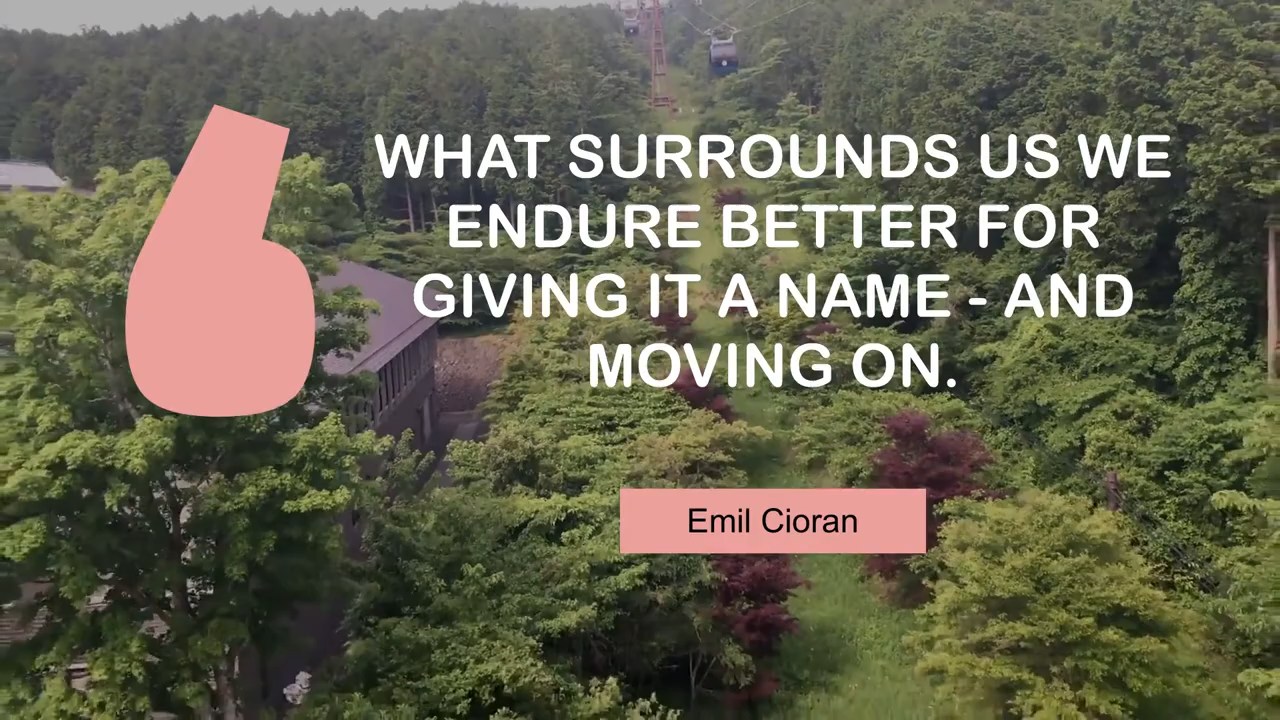 WHAT SURROUNDS US WE
ENDURE BETTER FOR
GIVING IT A NAME - AND
MOVING ON.
Emil Cioran